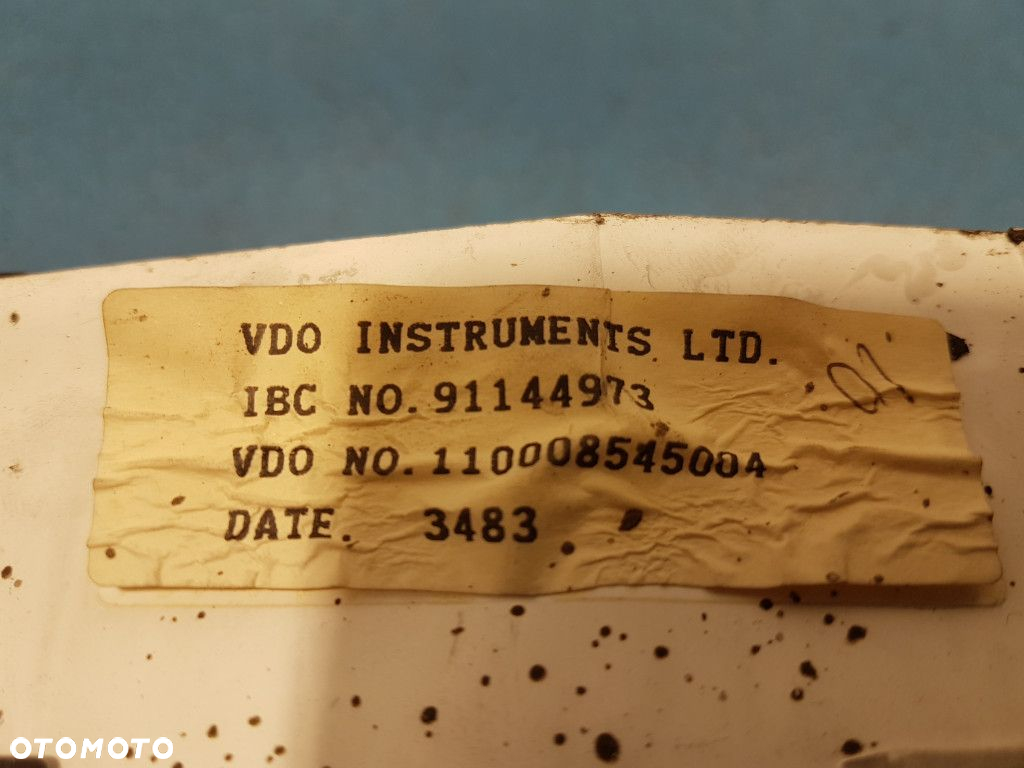 VDO INSTRUMENTS LTD.
IBC NO. 91144973
VDO NO. 110008545004
DATE. 3483
OTOMOTO